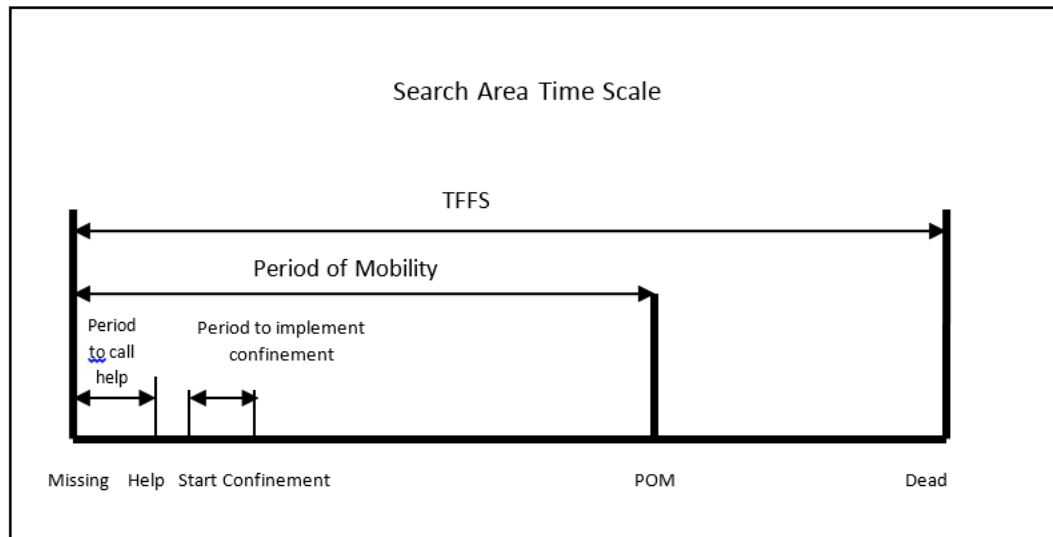 Search Area Time Scale
TFFS
Period of Mobility
Period
to call
help
Period to implement
confinement
Missing Help Start Confinement POM Dead